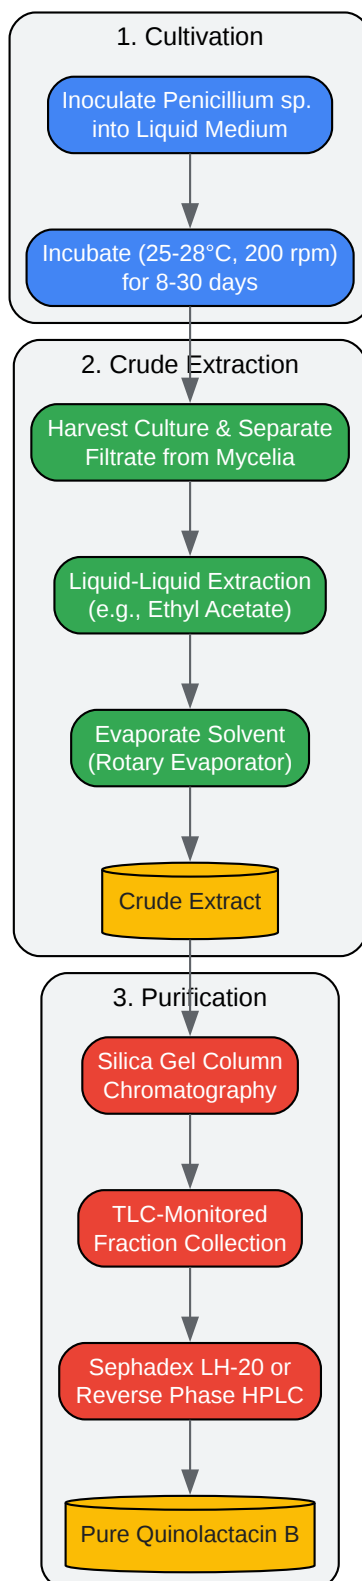 1. Cultivation
Inoculate Penicillium sp.
into Liquid Medium
Incubate (25-28°C, 200 rpm)
for 8-30 days
2. Crude Extraction
Harvest Culture & Separate
Filtrate from Mycelia
Liquid-Liquid Extraction
(e.g., Ethyl Acetate)
Evaporate Solvent
(Rotary Evaporator)
Crude Extract
3. Purification
Silica Gel Column
Chromatography
TLC-Monitored
Fraction Collection
Sephadex LH-20 or
Reverse Phase HPLC
Pure Quinolactacin B